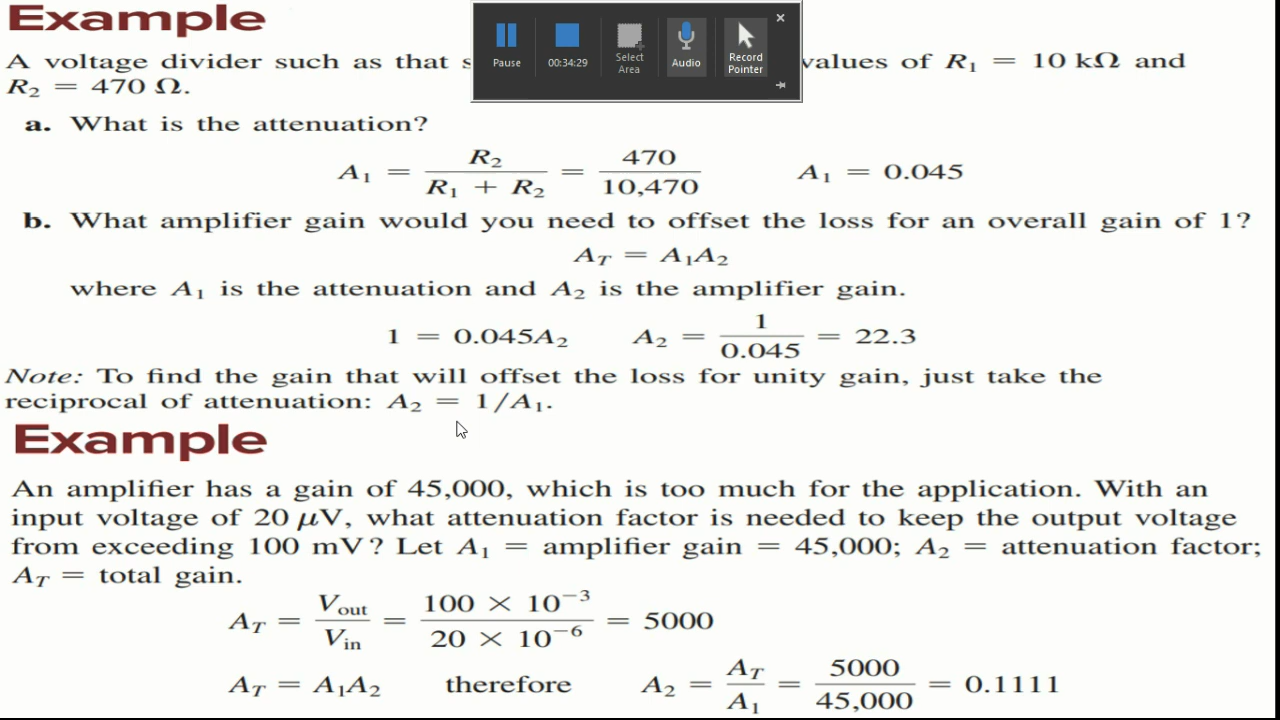 Example
Pause
00:34:29
Select Area
Audio
Record Pointer
A voltage divider such as that s values of R₁ = 10 kΩ and
R₂ = 470 Ω.
a. What is the attenuation?
A₁ = R₂ / (R₁ + R₂) = 470 / 10,470 A₁ = 0.045
b. What amplifier gain would you need to offset the loss for an overall gain of 1?
A_T = A₁A₂
where A₁ is the attenuation and A₂ is the amplifier gain.
1 = 0.045A₂ A₂ = 1 / 0.045 = 22.3
Note: To find the gain that will offset the loss for unity gain, just take the
reciprocal of attenuation: A₂ = 1/A₁.
Example
An amplifier has a gain of 45,000, which is too much for the application. With an
input voltage of 20 μV, what attenuation factor is needed to keep the output voltage
from exceeding 100 mV? Let A₁ = amplifier gain = 45,000; A₂ = attenuation factor;
A_T = total gain.
A_T = V_out / V_in = 100 × 10⁻³ / 20 × 10⁻⁶ = 5000
A_T = A₁A₂ therefore A₂ = A_T / A₁ = 5000 / 45,000 = 0.1111